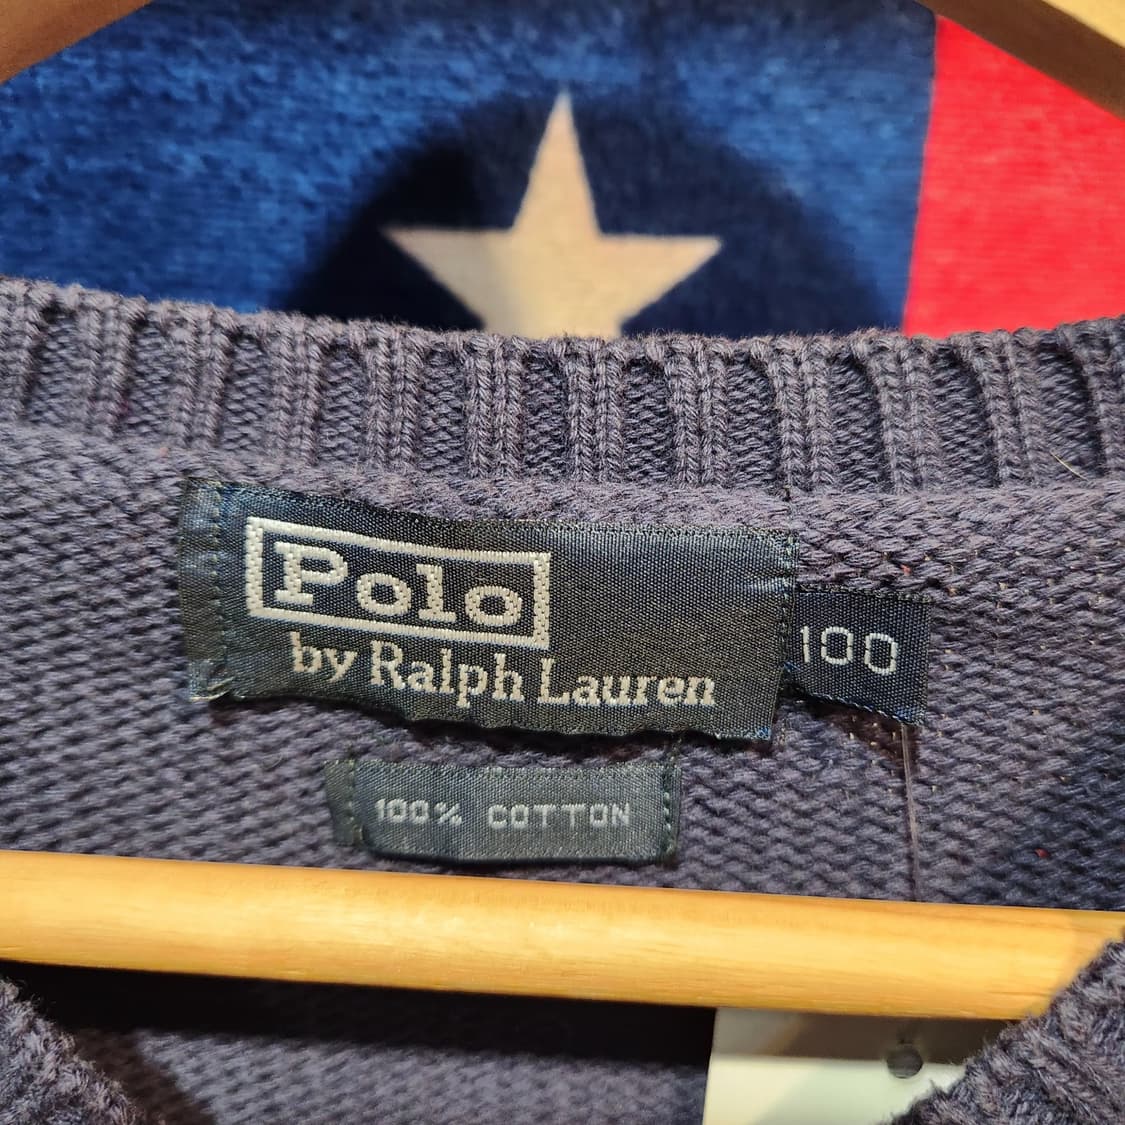 Polo
by Ralph Lauren
100
100% COTTON